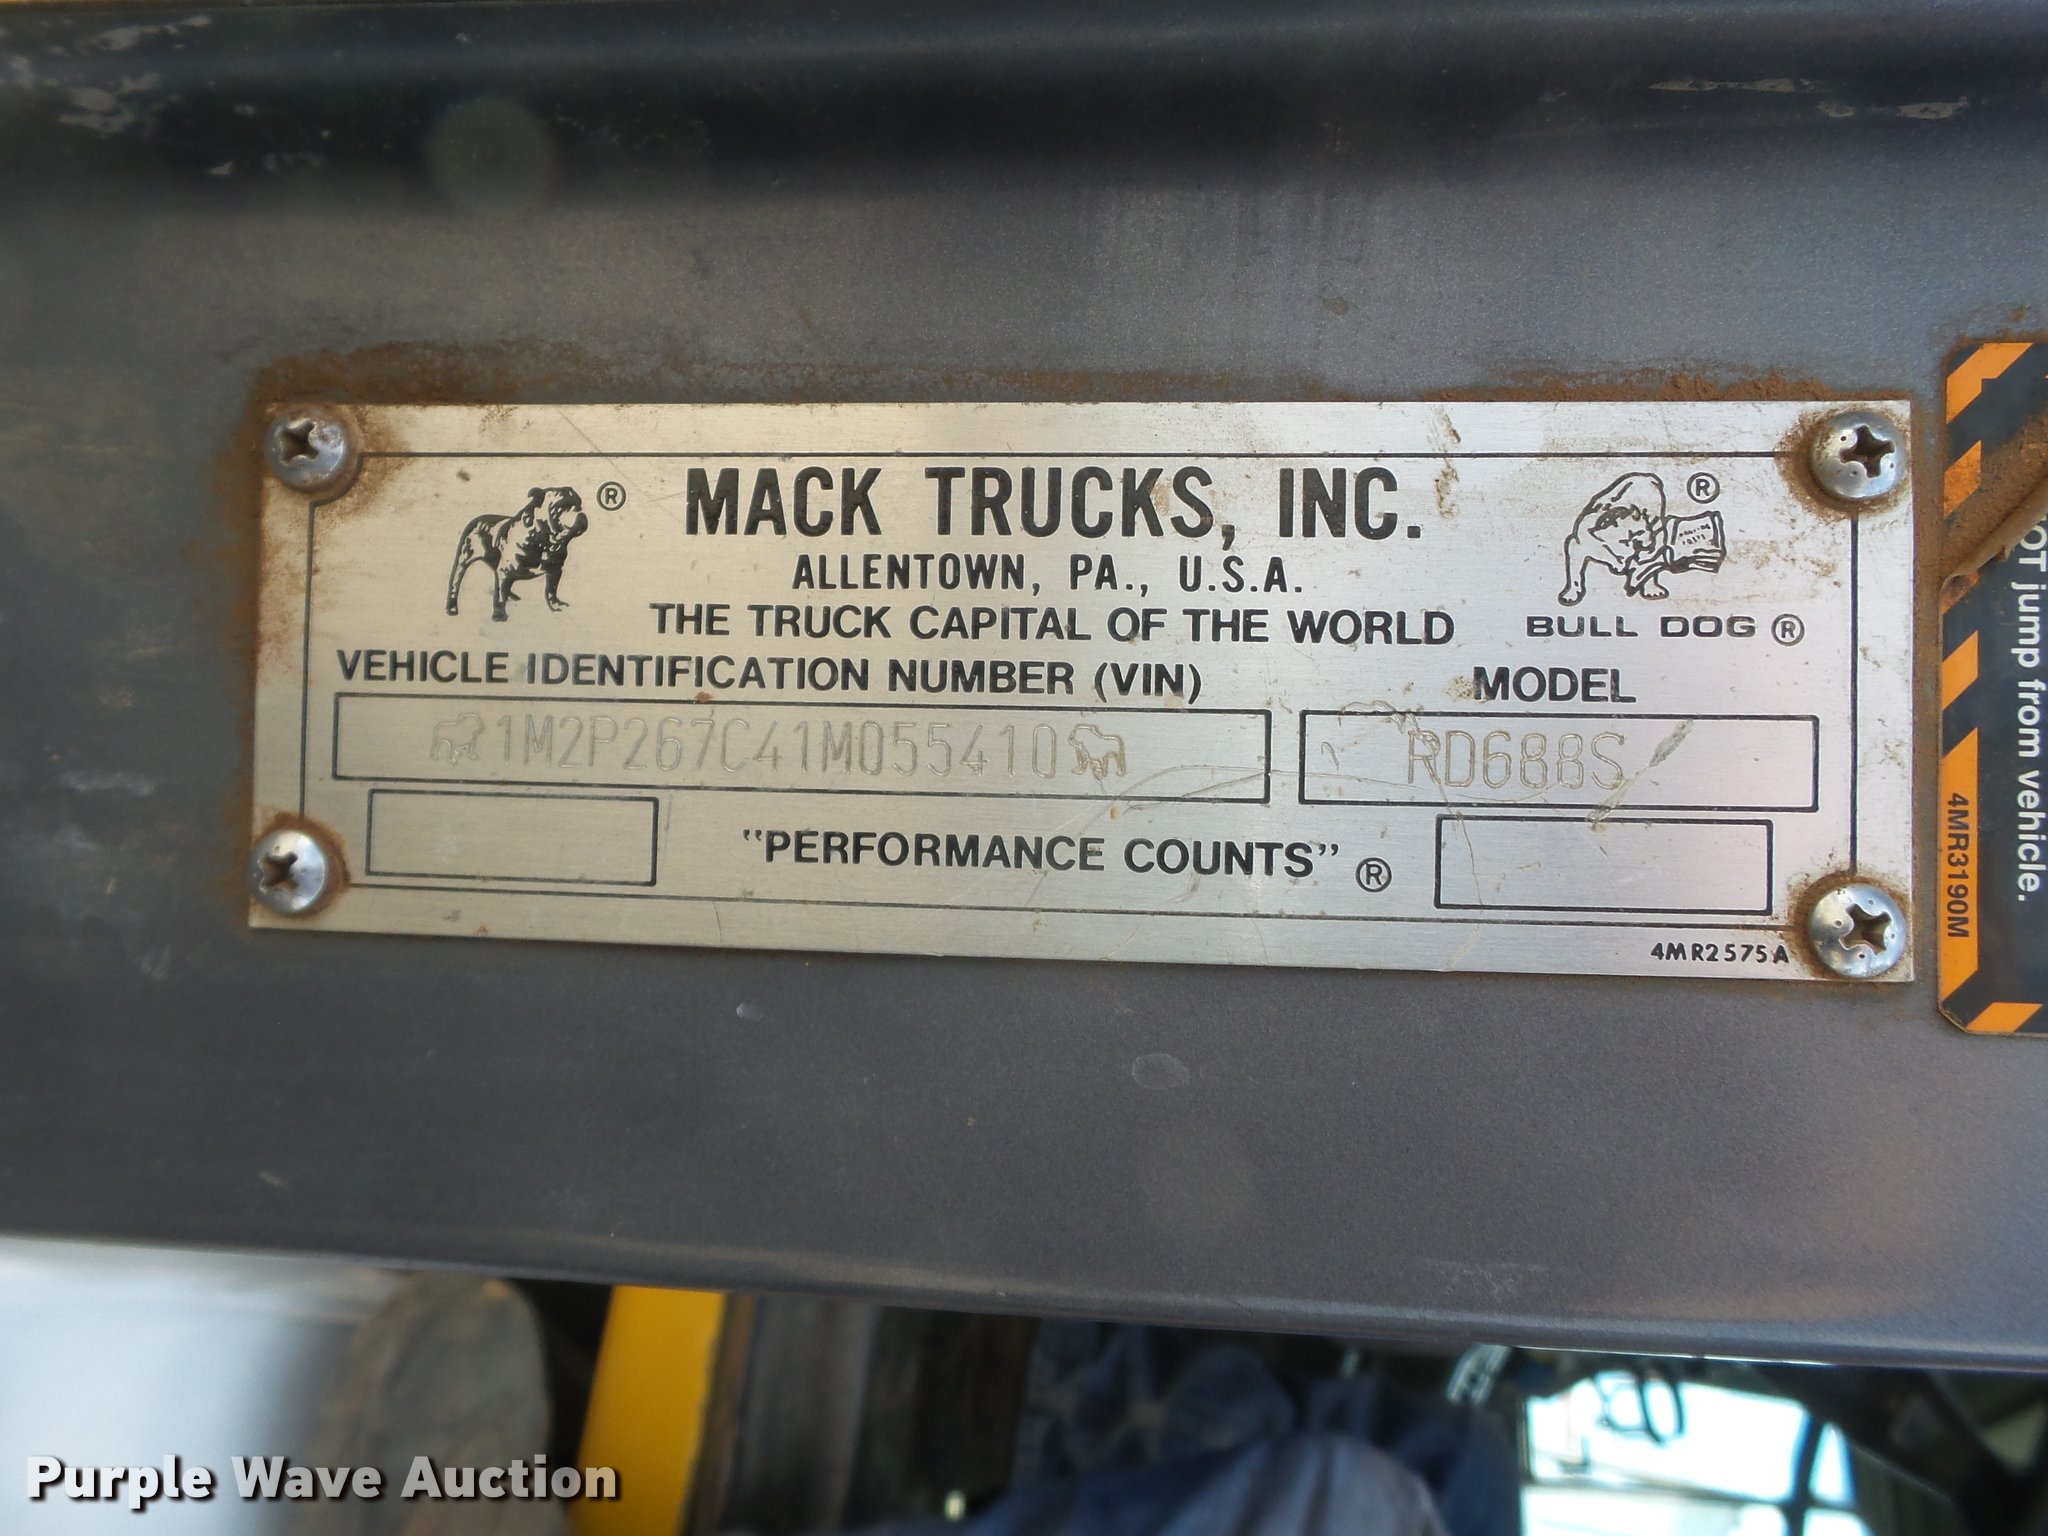 ® MACK TRUCKS, INC. ®
ALLENTOWN, PA., U.S.A.
THE TRUCK CAPITAL OF THE WORLD
BULL DOG ®
VEHICLE IDENTIFICATION NUMBER (VIN) MODEL
1M2P267C41M055410 RD688S
"PERFORMANCE COUNTS" ®
4MR2575A
OT jump from vehicle.
4MR3190M
Purple Wave Auction